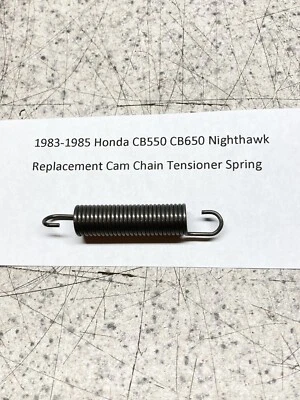 1983-1985 Honda CB550 CB650 Nighthawk
Replacement Cam Chain Tensioner Spring